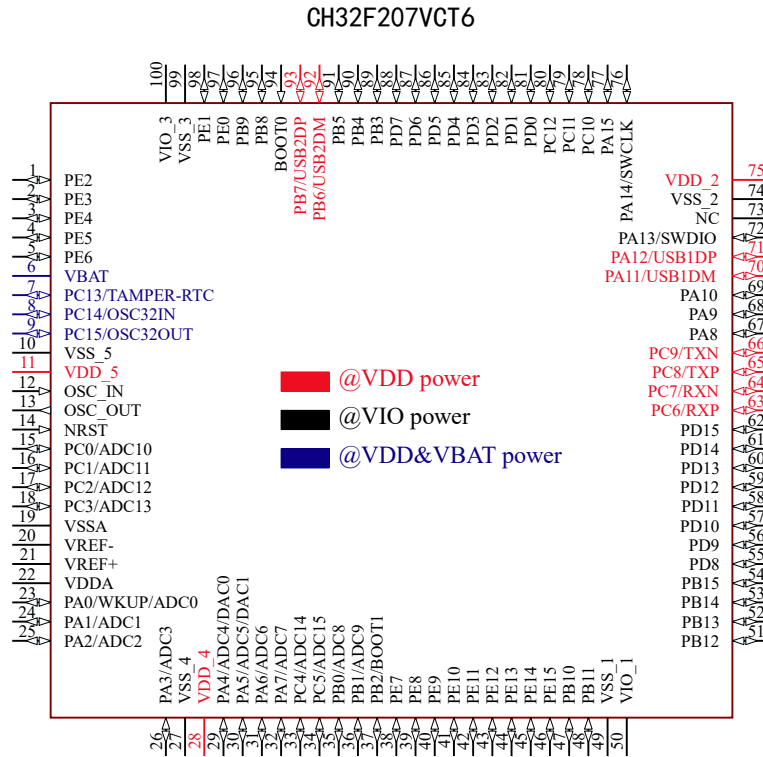 CH32F207VCT6
100 99 98 97 96 95 94 93 92 91 90 89 88 87 86 85 84 83 82 81 80 79 78 77 76
VIO_3
VSS_3
PE1
PE0
PB9
PB8
BOOT0
PB7/USB2DP
PB6/USB2DM
PB5
PB4
PB3
PD7
PD6
PD5
PD4
PD3
PD2
PD1
PD0
PC12
PC11
PC10
PA15
PA14/SWCLK
1 PE2
2 PE3
3 PE4
4 PE5
5 PE6
6 VBAT
7 PC13/TAMPER-RTC
8 PC14/OSC32IN
9 PC15/OSC32OUT
10 VSS_5
11 VDD_5
12 OSC_IN
13 OSC_OUT
14 NRST
15 PC0/ADC10
16 PC1/ADC11
17 PC2/ADC12
18 PC3/ADC13
19 VSSA
20 VREF-
21 VREF+
22 VDDA
23 PA0/WKUP/ADC0
24 PA1/ADC1
25 PA2/ADC2
@VDD power
@VIO power
@VDD&VBAT power
VDD_2 75
VSS_2 74
NC 73
PA13/SWDIO 72
PA12/USB1DP 71
PA11/USB1DM 70
PA10 69
PA9 68
PA8 67
PC9/TXN 66
PC8/TXP 65
PC7/RXN 64
PC6/RXP 63
PD15 62
PD14 61
PD13 60
PD12 59
PD11 58
PD10 57
PD9 56
PD8 55
PB15 54
PB14 53
PB13 52
PB12 51
PA3/ADC3
VSS_4
VDD_4
PA4/ADC4/DAC0
PA5/ADC5/DAC1
PA6/ADC6
PA7/ADC7
PC4/ADC14
PC5/ADC15
PB0/ADC8
PB1/ADC9
PB2/BOOT1
PE7
PE8
PE9
PE10
PE11
PE12
PE13
PE14
PE15
PB10
PB11
VSS_1
VIO_1
26 27 28 29 30 31 32 33 34 35 36 37 38 39 40 41 42 43 44 45 46 47 48 49 50